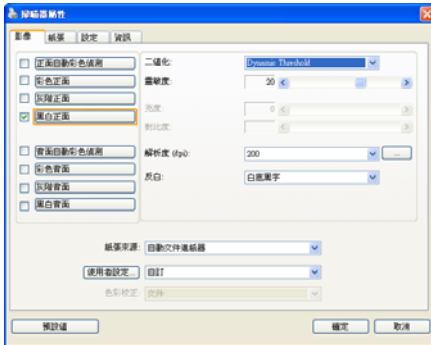 掃瞄器屬性
影像 紙張 設定 資訊
正面自動彩色偵測
彩色正面
灰階正面
黑白正面
背面自動彩色偵測
彩色背面
灰階背面
黑白背面
二值化: Dynamic Threshold
靈敏度: 20
亮度: 0
對比度:
解析度 (dpi): 200 ...
反白: 白底黑字
紙張來源: 自動文件進紙器
使用者設定... 自訂
色彩校正: 文件
預設值 確定 取消